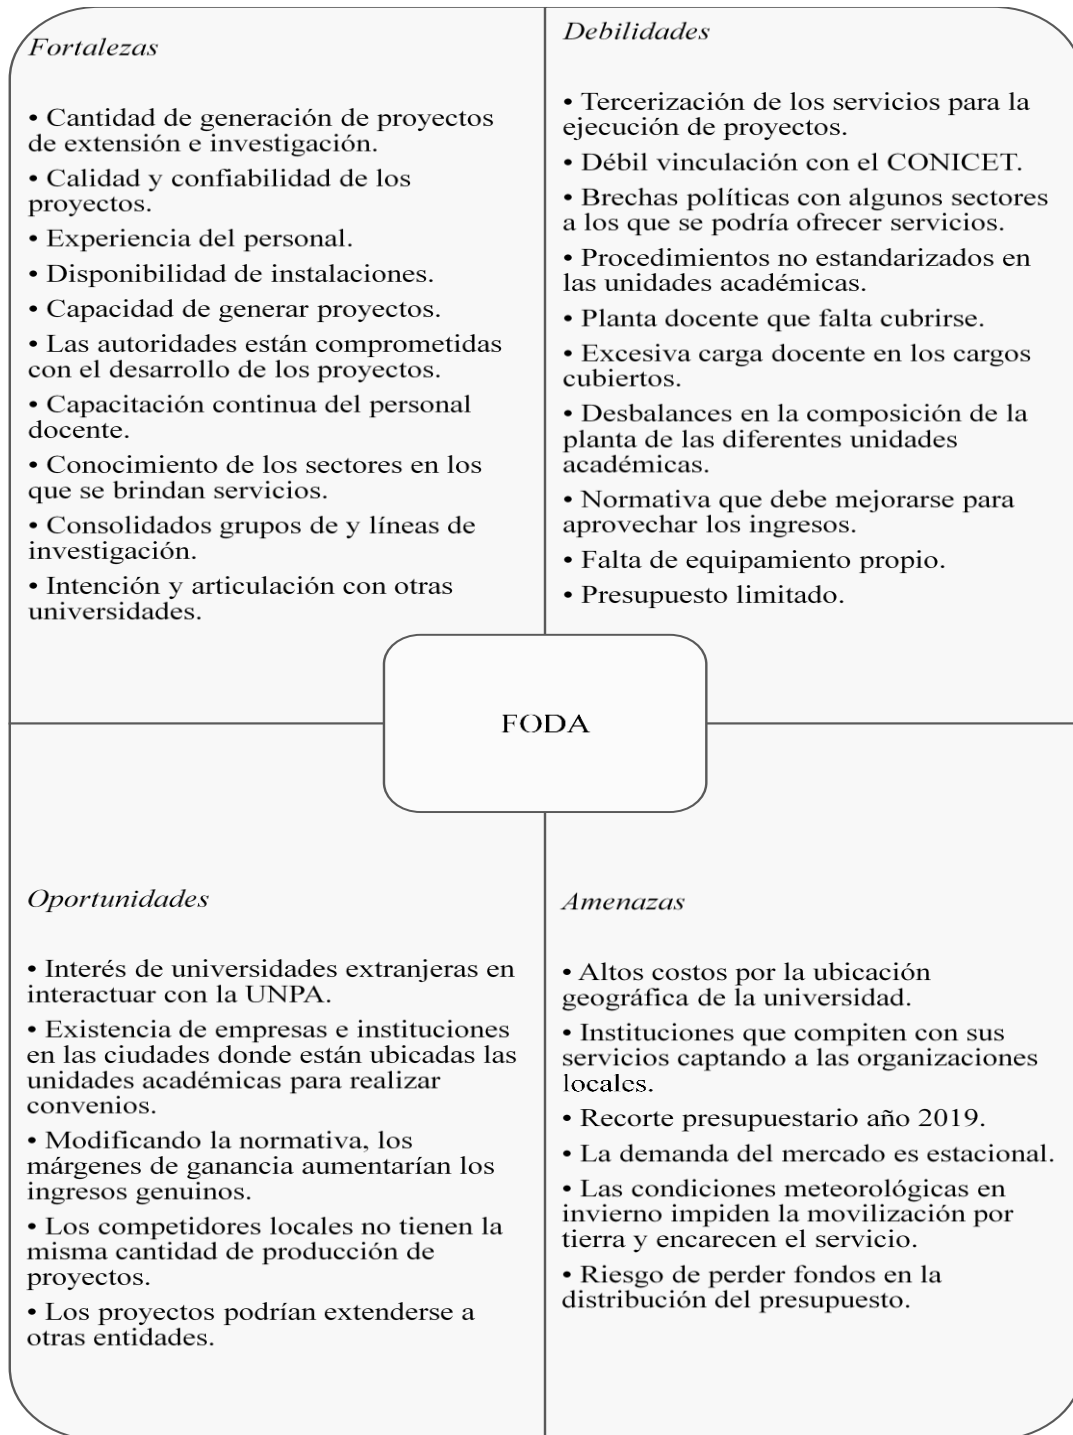 Fortalezas
• Cantidad de generación de proyectos
de extensión e investigación.
• Calidad y confiabilidad de los
proyectos.
• Experiencia del personal.
• Disponibilidad de instalaciones.
• Capacidad de generar proyectos.
• Las autoridades están comprometidas
con el desarrollo de los proyectos.
• Capacitación continua del personal
docente.
• Conocimiento de los sectores en los
que se brindan servicios.
• Consolidados grupos de y líneas de
investigación.
• Intención y articulación con otras
universidades.
Debilidades
• Tercerización de los servicios para la
ejecución de proyectos.
• Débil vinculación con el CONICET.
• Brechas políticas con algunos sectores
a los que se podría ofrecer servicios.
• Procedimientos no estandarizados en
las unidades académicas.
• Planta docente que falta cubrirse.
• Excesiva carga docente en los cargos
cubiertos.
• Desbalances en la composición de la
planta de las diferentes unidades
académicas.
• Normativa que debe mejorarse para
aprovechar los ingresos.
• Falta de equipamiento propio.
• Presupuesto limitado.
FODA
Oportunidades
• Interés de universidades extranjeras en
interactuar con la UNPA.
• Existencia de empresas e instituciones
en las ciudades donde están ubicadas las
unidades académicas para realizar
convenios.
• Modificando la normativa, los
márgenes de ganancia aumentarían los
ingresos genuinos.
• Los competidores locales no tienen la
misma cantidad de producción de
proyectos.
• Los proyectos podrían extenderse a
otras entidades.
Amenazas
• Altos costos por la ubicación
geográfica de la universidad.
• Instituciones que compiten con sus
servicios captando a las organizaciones
locales.
• Recorte presupuestario año 2019.
• La demanda del mercado es estacional.
• Las condiciones meteorológicas en
invierno impiden la movilización por
tierra y encarecen el servicio.
• Riesgo de perder fondos en la
distribución del presupuesto.